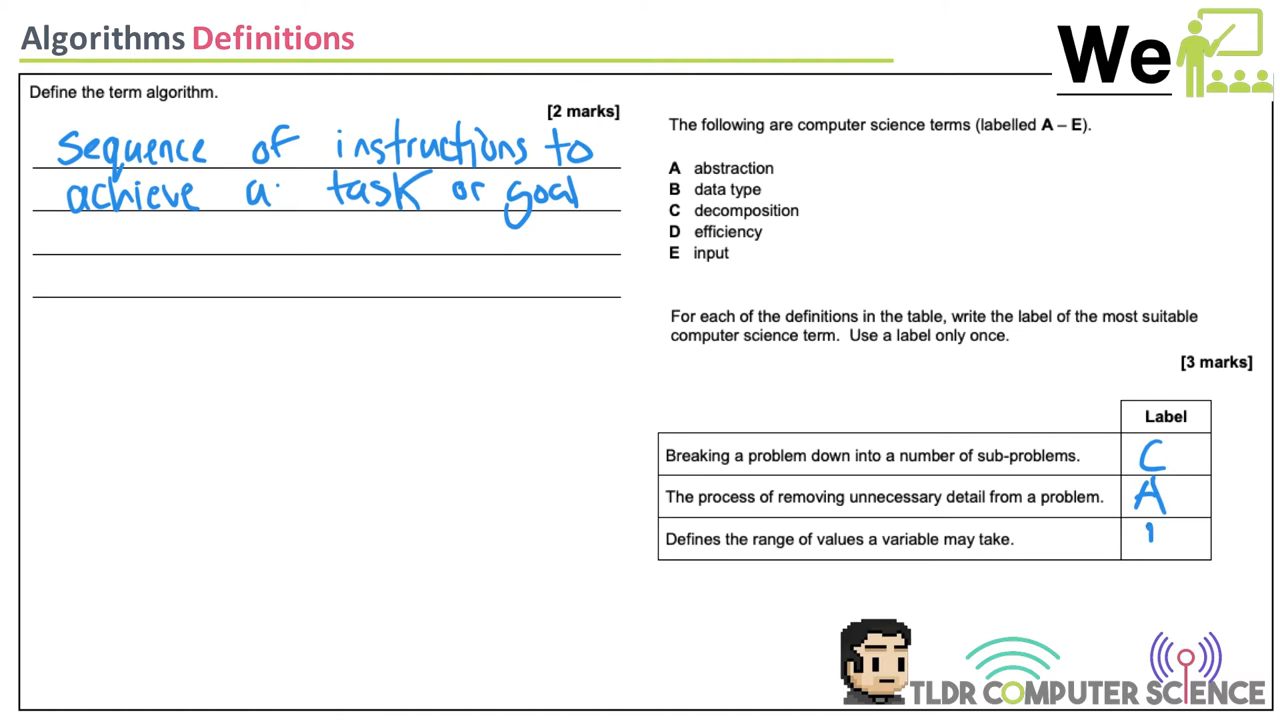 Algorithms Definitions
We
Define the term algorithm.
[2 marks]
sequence of instructions to
achieve a task or goal
The following are computer science terms (labelled A – E).
A abstraction
B data type
C decomposition
D efficiency
E input
For each of the definitions in the table, write the label of the most suitable
computer science term. Use a label only once.
[3 marks]
Label
Breaking a problem down into a number of sub-problems. C
The process of removing unnecessary detail from a problem. A
Defines the range of values a variable may take.
TLDR COMPUTER SCIENCE